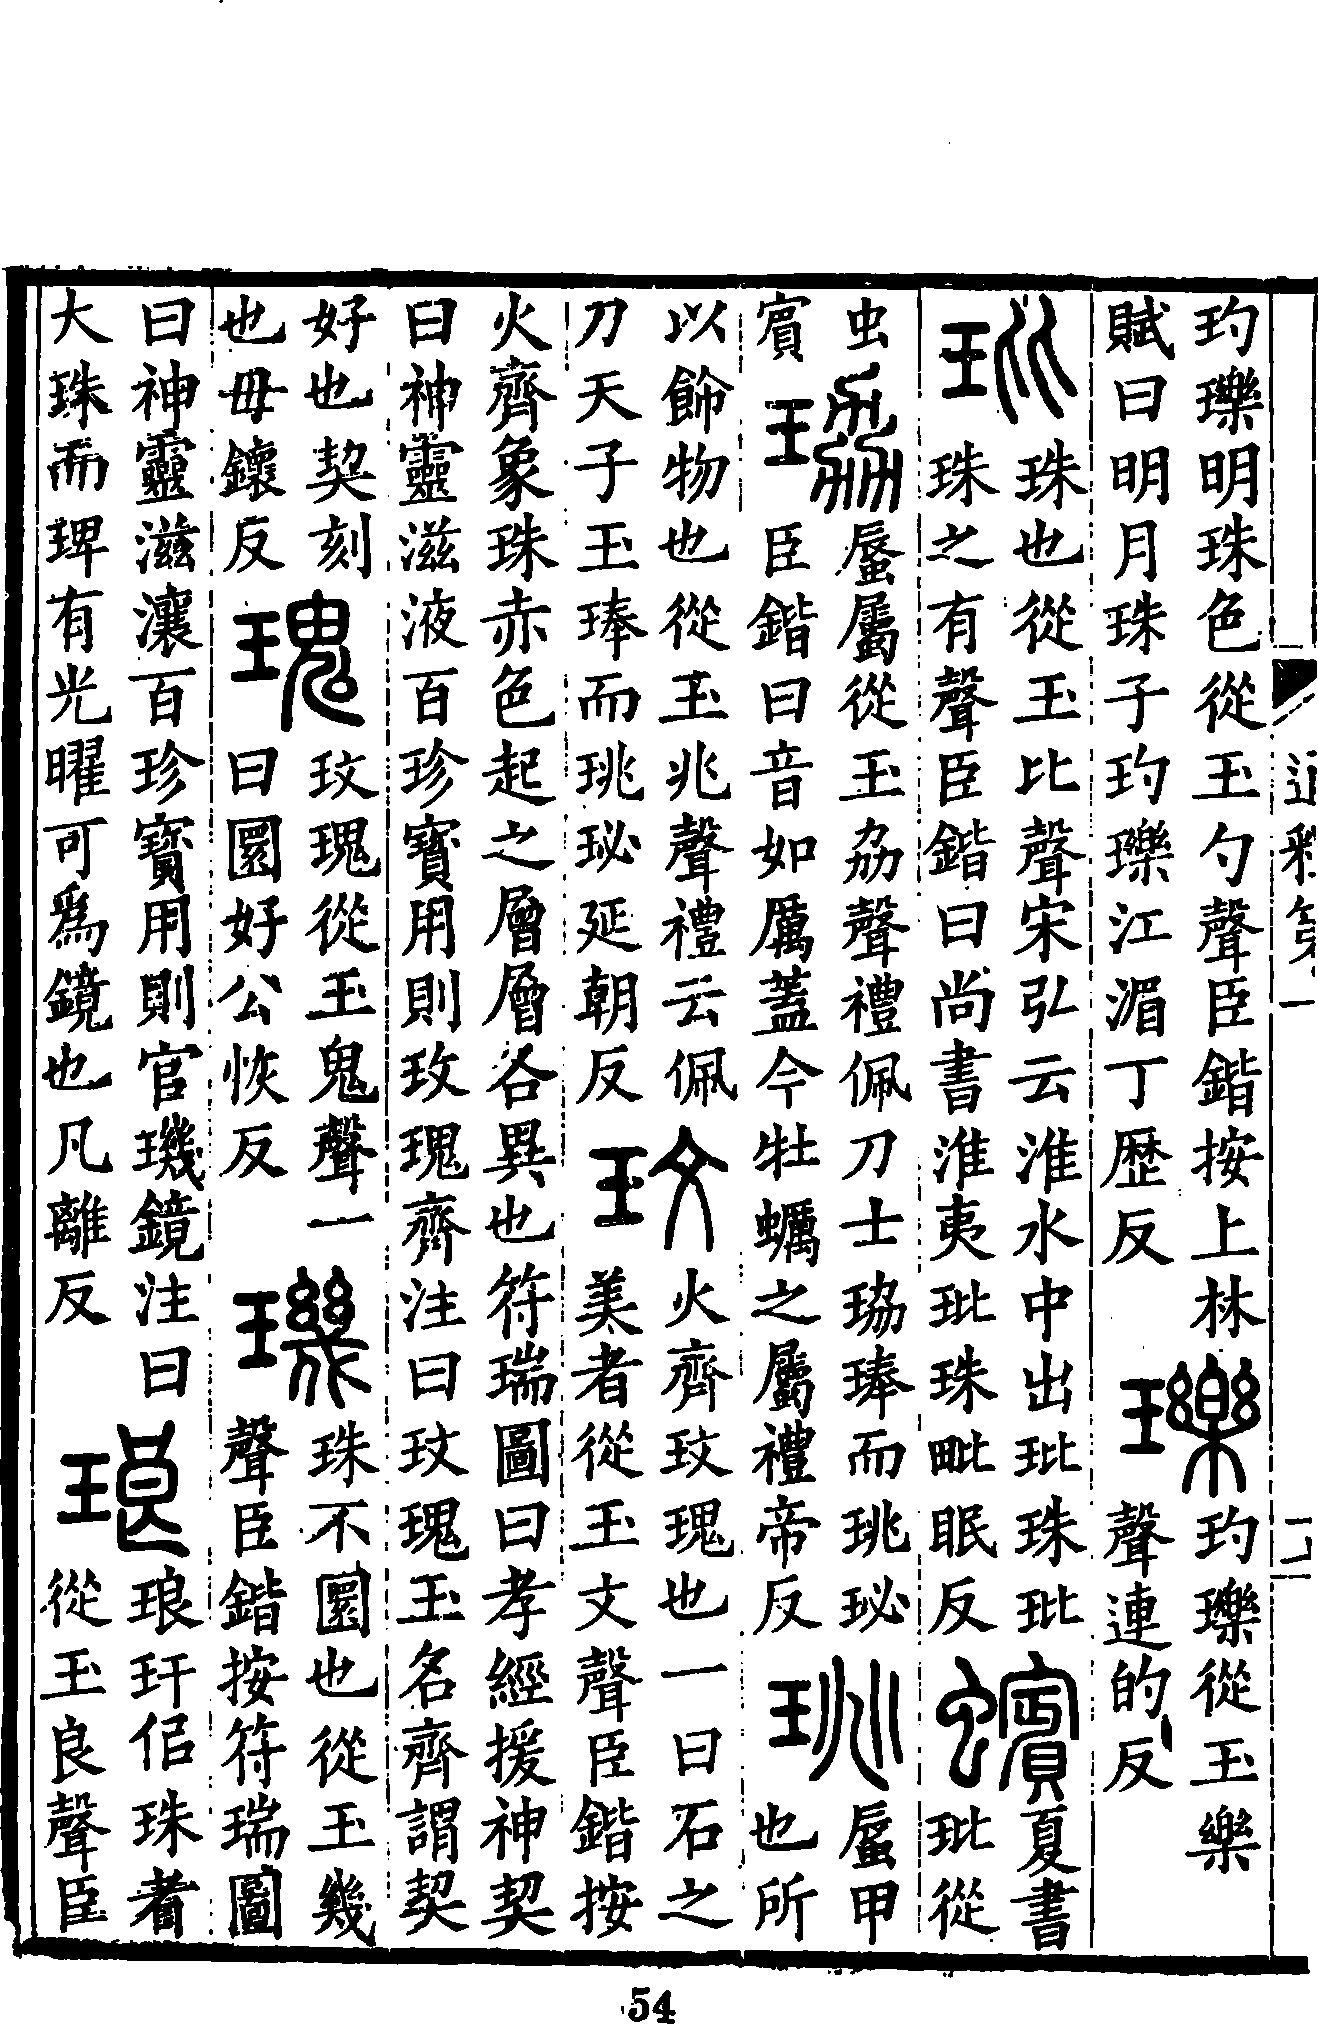 玓瓅明珠色從玉勺聲臣鍇按上林
賦曰明月珠子玓瓅江湄丁歷反
瓅
玓瓅從玉樂
聲連的反
玭
珠也從玉比聲宋弘云淮水中出玭珠玭
珠之有聲臣鍇曰尚書淮夷玭珠毗眠反
蠙
夏書
玭從
虫
賔
珕
蜃屬從玉劦聲禮佩刀士珕琫而珧珌
臣鍇曰音如厲蓋今牡蠣之屬禮帝反
珧
蜃甲
也所
以飾物也從玉兆聲禮云佩
刀天子玉琫而珧珌延朝反
玟
火齊玟瑰也一曰石之
美者從玉文聲臣鍇按
火齊象珠赤色起之層層各異也符瑞圖曰孝經援神契
曰神靈滋液百珍寳用則玫瑰齊注曰玟瑰玉名齊謂契
好也契刻
也毋鑲反
瑰
玟瑰從玉鬼聲一
曰圜好公恢反
璣
珠不圜也從玉幾
聲臣鍇按符瑞圖
曰神靈滋瀼百珍寳用則官璣鏡注曰
大珠而琕有光曜可爲鏡也凡離反
琅
琅玕佀珠者
從玉良聲臣
54